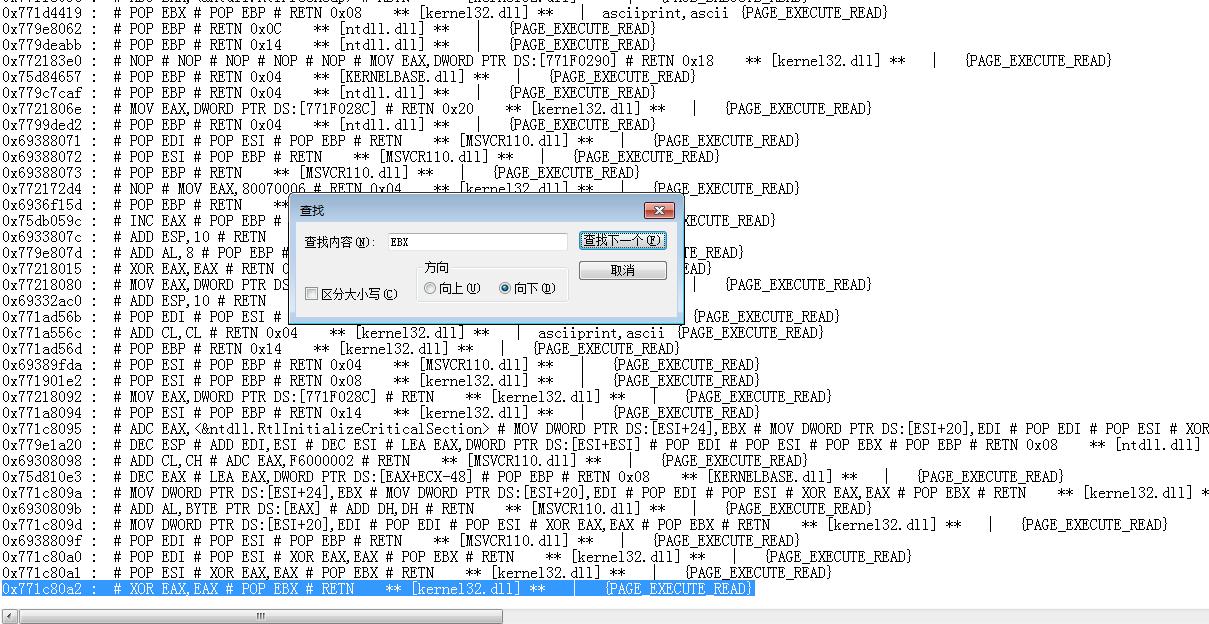 0x771d4419 :  # POP EBX # POP EBP # RETN 0x08    ** [kernel32.dll] **   |  asciiprint,ascii {PAGE_EXECUTE_READ}
0x779e8062 :  # POP EBP # RETN 0x0C    ** [ntdll.dll] **   |   {PAGE_EXECUTE_READ}
0x779deabb :  # POP EBP # RETN 0x14    ** [ntdll.dll] **   |   {PAGE_EXECUTE_READ}
0x772183e0 :  # NOP # NOP # NOP # NOP # NOP # MOV EAX,DWORD PTR DS:[771F0290] # RETN 0x18    ** [kernel32.dll] **   |   {PAGE_EXECUTE_READ}
0x75d84657 :  # POP EBP # RETN 0x04    ** [KERNELBASE.dll] **   |   {PAGE_EXECUTE_READ}
0x779c7caf :  # POP EBP # RETN 0x04    ** [ntdll.dll] **   |   {PAGE_EXECUTE_READ}
0x7721806e :  # MOV EAX,DWORD PTR DS:[771F028C] # RETN 0x20    ** [kernel32.dll] **   |   {PAGE_EXECUTE_READ}
0x7799ded2 :  # POP EBP # RETN 0x04    ** [ntdll.dll] **   |   {PAGE_EXECUTE_READ}
0x69388071 :  # POP EDI # POP ESI # POP EBP # RETN    ** [MSVCR110.dll] **   |   {PAGE_EXECUTE_READ}
0x69388072 :  # POP ESI # POP EBP # RETN    ** [MSVCR110.dll] **   |   {PAGE_EXECUTE_READ}
0x69388073 :  # POP EBP # RETN    ** [MSVCR110.dll] **   |   {PAGE_EXECUTE_READ}
0x772172d4 :  # NOP # MOV EAX,80070006 # RETN 0x04    ** [kernel32.dll] **   |   {PAGE_EXECUTE_READ}
0x6936f15d :  # POP EBP # RETN    **
0x75db059c :  # INC EAX # POP EBP # XECUTE_READ}
0x6933807c :  # ADD ESP,10 # RETN
0x779e807d :  # ADD AL,8 # POP EBP # TE_READ}
0x77218015 :  # XOR EAX,EAX # RETN AD}
0x77218080 :  # MOV EAX,DWORD PTR DS |   {PAGE_EXECUTE_READ}
0x69332ac0 :  # ADD ESP,10 # RETN
0x771ad56b :  # POP EDI # POP ESI # {PAGE_EXECUTE_READ}
查找
查找内容(N): EBX
查找下一个(F)
取消
方向
向上(U) 向下(D)
区分大小写(C)
0x771a556c :  # ADD CL,CL # RETN 0x04    ** [kernel32.dll] **   |  asciiprint,ascii {PAGE_EXECUTE_READ}
0x771ad56d :  # POP EBP # RETN 0x14    ** [kernel32.dll] **   |   {PAGE_EXECUTE_READ}
0x69389fda :  # POP ESI # POP EBP # RETN 0x04    ** [MSVCR110.dll] **   |   {PAGE_EXECUTE_READ}
0x771901e2 :  # POP ESI # POP EBP # RETN 0x08    ** [kernel32.dll] **   |   {PAGE_EXECUTE_READ}
0x77218092 :  # MOV EAX,DWORD PTR DS:[771F028C] # RETN    ** [kernel32.dll] **   |   {PAGE_EXECUTE_READ}
0x771a8094 :  # POP ESI # POP EBP # RETN 0x14    ** [kernel32.dll] **   |   {PAGE_EXECUTE_READ}
0x771c8095 :  # ADC EAX,<&ntdll.RtlInitializeCriticalSection> # MOV DWORD PTR DS:[ESI+24],EBX # MOV DWORD PTR DS:[ESI+20],EDI # POP EDI # POP ESI # XOR
0x779e1a20 :  # DEC ESP # ADD EDI,ESI # DEC ESI # LEA EAX,DWORD PTR DS:[ESI+ESI] # POP EDI # POP ESI # POP EBX # POP EBP # RETN 0x08    ** [ntdll.dll]
0x69308098 :  # ADD CL,CH # ADC EAX,F6000002 # RETN    ** [MSVCR110.dll] **   |   {PAGE_EXECUTE_READ}
0x75d810e3 :  # DEC EAX # LEA EAX,DWORD PTR DS:[EAX+ECX-48] # POP EBP # RETN 0x08    ** [KERNELBASE.dll] **   |   {PAGE_EXECUTE_READ}
0x771c809a :  # MOV DWORD PTR DS:[ESI+24],EBX # MOV DWORD PTR DS:[ESI+20],EDI # POP EDI # POP ESI # XOR EAX,EAX # POP EBX # RETN    ** [kernel32.dll] *
0x6930809b :  # ADD AL,BYTE PTR DS:[EAX] # ADD DH,DH # RETN    ** [MSVCR110.dll] **   |   {PAGE_EXECUTE_READ}
0x771c809d :  # MOV DWORD PTR DS:[ESI+20],EDI # POP EDI # POP ESI # XOR EAX,EAX # POP EBX # RETN    ** [kernel32.dll] **   |   {PAGE_EXECUTE_READ}
0x6938809f :  # POP EDI # POP ESI # POP EBP # RETN    ** [MSVCR110.dll] **   |   {PAGE_EXECUTE_READ}
0x771c80a0 :  # POP EDI # POP ESI # XOR EAX,EAX # POP EBX # RETN    ** [kernel32.dll] **   |   {PAGE_EXECUTE_READ}
0x771c80a1 :  # POP ESI # XOR EAX,EAX # POP EBX # RETN    ** [kernel32.dll] **   |   {PAGE_EXECUTE_READ}
0x771c80a2 :  # XOR EAX,EAX # POP EBX # RETN    ** [kernel32.dll] **   |   {PAGE_EXECUTE_READ}